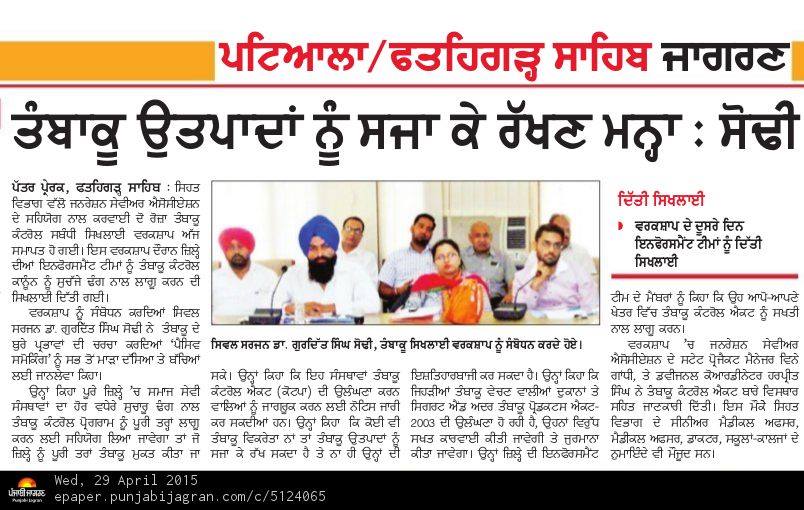 ਪਟਿਆਲਾ/ਫਤਹਿਗੜ੍ਹ ਸਾਹਿਬ ਜਾਗਰਣ
ਤੰਬਾਕੂ ਉਤਪਾਦਾਂ ਨੂੰ ਸਜਾ ਕੇ ਰੱਖਣ ਮਨ੍ਹਾ : ਸੋਢੀ
ਪੱਤਰ ਪ੍ਰੇਰਕ, ਫਤਹਿਗੜ੍ਹ ਸਾਹਿਬ : ਸਿਹਤ
ਵਿਭਾਗ ਵੱਲੋਂ ਜਨਰੇਸ਼ਨ ਸੇਵੀਅਰ ਐਸੋਸੀਏਸ਼ਨ
ਦੇ ਸਹਿਯੋਗ ਨਾਲ ਕਰਵਾਈ ਦੋ ਰੋਜ਼ਾ ਤੰਬਾਕੂ
ਕੰਟਰੋਲ ਸਬੰਧੀ ਸਿਖਲਾਈ ਵਰਕਸ਼ਾਪ ਅੱਜ
ਸਮਾਪਤ ਹੋ ਗਈ। ਇਸ ਵਰਕਸ਼ਾਪ ਦੌਰਾਨ ਜ਼ਿਲ੍ਹੇ
ਦੀਆਂ ਇਨਫੋਰਸਮੈਂਟ ਟੀਮਾਂ ਨੂੰ ਤੰਬਾਕੂ ਕੰਟਰੋਲ
ਕਾਨੂੰਨ ਨੂੰ ਸੁਚੱਜੇ ਢੰਗ ਨਾਲ ਲਾਗੂ ਕਰਨ ਦੀ
ਸਿਖਲਾਈ ਦਿੱਤੀ ਗਈ।
ਵਰਕਸ਼ਾਪ ਨੂੰ ਸੰਬੋਧਨ ਕਰਦਿਆਂ ਸਿਵਲ
ਸਰਜਨ ਡਾ. ਗੁਰਦਿੱਤ ਸਿੰਘ ਸੋਢੀ ਨੇ ਤੰਬਾਕੂ ਦੇ
ਬੁਰੇ ਪ੍ਰਭਾਵਾਂ ਦੀ ਚਰਚਾ ਕਰਦਿਆਂ 'ਪੈਸਿਵ
ਸਮੋਕਿੰਗ' ਨੂੰ ਸਭ ਤੋਂ ਮਾੜਾ ਦੱਸਿਆ ਤੇ ਬੱਚਿਆਂ
ਲਈ ਜਾਨਲੇਵਾ ਕਿਹਾ।
ਉਨ੍ਹਾਂ ਕਿਹਾ ਪੂਰੇ ਜ਼ਿਲ੍ਹੇ 'ਚ ਸਮਾਜ ਸੇਵੀ
ਸੰਸਥਾਵਾਂ ਦਾ ਹੋਰ ਵਧੇਰੇ ਸੁਚਾਰੂ ਢੰਗ ਨਾਲ
ਤੰਬਾਕੂ ਕੰਟਰੋਲ ਪ੍ਰੋਗਰਾਮ ਨੂੰ ਪੂਰੀ ਤਰ੍ਹਾਂ ਲਾਗੂ
ਕਰਨ ਲਈ ਸਹਿਯੋਗ ਲਿਆ ਜਾਵੇਗਾ ਤਾਂ ਜੋ
ਜ਼ਿਲ੍ਹੇ ਨੂੰ ਪੂਰੀ ਤਰਾਂ ਤੰਬਾਕੂ ਮੁਕਤ ਕੀਤਾ ਜਾ
ਸਿਵਲ ਸਰਜਨ ਡਾ. ਗੁਰਦਿੱਤ ਸਿੰਘ ਸੋਢੀ, ਤੰਬਾਕੂ ਸਿਖਲਾਈ ਵਰਕਸ਼ਾਪ ਨੂੰ ਸੰਬੋਧਨ ਕਰਦੇ ਹੋਏ।
ਸਕੇ। ਉਨ੍ਹਾਂ ਕਿਹਾ ਕਿ ਇਹ ਸੰਸਥਾਵਾਂ ਤੰਬਾਕੂ
ਕੰਟਰੋਲ ਐਕਟ (ਕੋਟਪਾ) ਦੀ ਉਲੰਘਣਾ ਕਰਨ
ਵਾਲਿਆਂ ਨੂੰ ਜਾਗਰੂਕ ਕਰਨ ਲਈ ਨੋਟਿਸ ਜਾਰੀ
ਕਰ ਸਕਦੀਆਂ ਹਨ। ਉਨ੍ਹਾਂ ਕਿਹਾ ਕਿ ਕੋਈ ਵੀ
ਤੰਬਾਕੂ ਵਿਕਰੇਤਾ ਨਾਂ ਤਾਂ ਤੰਬਾਕੂ ਉਤਪਾਦਾਂ ਨੂੰ
ਸਜਾ ਕੇ ਰੱਖ ਸਕਦਾ ਹੈ ਤੇ ਨਾ ਹੀ ਉਨ੍ਹਾਂ ਦੀ
ਇਸ਼ਤਿਹਾਰਬਾਜੀ ਕਰ ਸਕਦਾ ਹੈ। ਉਨ੍ਹਾਂ ਕਿਹਾ ਕਿ
ਜਿਹੜੀਆਂ ਤੰਬਾਕੂ ਵੇਚਣ ਵਾਲੀਆਂ ਦੁਕਾਨਾਂ ਤੇ
ਸਿਗਰਟ ਐਂਡ ਅਦਰ ਤੰਬਾਕੂ ਪ੍ਰੋਡਕਟਸ ਐਕਟ-
2003 ਦੀ ਉਲੰਘਣਾ ਹੋ ਰਹੀ ਹੈ, ਉਹਨਾਂ ਵਿਰੁੱਧ
ਸਖਤ ਕਾਰਵਾਈ ਕੀਤੀ ਜਾਵੇਗੀ ਤੇ ਜੁਰਮਾਨਾ
ਕੀਤਾ ਜਾਵੇਗਾ। ਉਨ੍ਹਾਂ ਜ਼ਿਲ੍ਹੇ ਦੀ ਇਨਫੋਰਸਮੈਂਟ
ਦਿੱਤੀ ਸਿਖਲਾਈ
ਵਰਕਸ਼ਾਪ ਦੇ ਦੂਸਰੇ ਦਿਨ
ਇਨਫੋਰਸਮੈਂਟ ਟੀਮਾਂ ਨੂੰ ਦਿੱਤੀ
ਸਿਖਲਾਈ
ਟੀਮ ਦੇ ਮੈਂਬਰਾਂ ਨੂੰ ਕਿਹਾ ਕਿ ਉਹ ਆਪੋ-ਆਪਣੇ
ਖੇਤਰ ਵਿੱਚ ਤੰਬਾਕੂ ਕੰਟਰੋਲ ਐਕਟ ਨੂੰ ਸਖਤੀ
ਨਾਲ ਲਾਗੂ ਕਰਨ।
ਵਰਕਸ਼ਾਪ 'ਚ ਜਨਰੇਸ਼ਨ ਸੇਵੀਅਰ
ਐਸੋਸੀਏਸ਼ਨ ਦੇ ਸਟੇਟ ਪ੍ਰੋਜੈਕਟ ਮੈਨੇਜਰ ਵਿਨੇ
ਗਾਂਧੀ, ਤੇ ਡਵੀਜਨਲ ਕੋਆਰਡੀਨੇਟਰ ਹਰਪ੍ਰੀਤ
ਸਿੰਘ ਨੇ ਤੰਬਾਕੂ ਕੰਟਰੋਲ ਐਕਟ ਬਾਰੇ ਵਿਸਥਾਰ
ਸਹਿਤ ਜਾਣਕਾਰੀ ਦਿੱਤੀ। ਇਸ ਮੌਕੇ ਸਿਹਤ
ਵਿਭਾਗ ਦੇ ਸੀਨੀਅਰ ਮੈਡੀਕਲ ਅਫਸਰ,
ਮੈਡੀਕਲ ਅਫਸਰ, ਡਾਕਟਰ, ਸਕੂਲਾਂ-ਕਾਲਜਾਂ ਦੇ
ਨੁਮਾਇੰਦੇ ਵੀ ਮੌਜੂਦ ਸਨ।
ਪੰਜਾਬੀ ਜਾਗਰਣ
Punjabi Jagran
Wed, 29 April 2015
epaper.punjabijagran.com/c/5124065